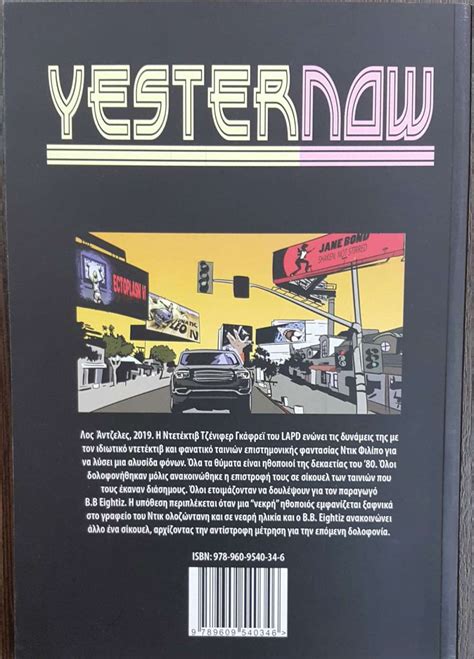 YESTERNOW
JANE BOND
SHAKEN, NOT STIRRED
ECTOPLASM
Λος Άντζελες, 2019. Η Ντετέκτιβ Τζένιφερ Γκάφρεϊ του LAPD ενώνει τις δυνάμεις της με
τον ιδιωτικό ντετέκτιβ και φανατικό ταινιών επιστημονικής φαντασίας Ντικ Φιλίπο για
να λύσει μια αλυσίδα φόνων. Όλα τα θύματα είναι ηθοποιοί της δεκαετίας του '80. Όλοι
δολοφονήθηκαν μόλις ανακοινώθηκε η επιστροφή τους σε σίκουελ των ταινιών που
τους έκαναν διάσημους. Όλοι ετοιμάζονταν να δουλέψουν για τον παραγωγό
B.B Eightiz. Η υπόθεση περιπλέκεται όταν μια "νεκρή" ηθοποιός εμφανίζεται ξαφνικά
στο γραφείο του Ντικ ολοζώντανη και σε νεαρή ηλικία και ο B.B. Eightiz ανακοινώνει
άλλο ένα σίκουελ, αρχίζοντας την αντίστροφη μέτρηση για την επόμενη δολοφονία.
ISBN: 978-960-9540-34-6
9 789609 540346 >